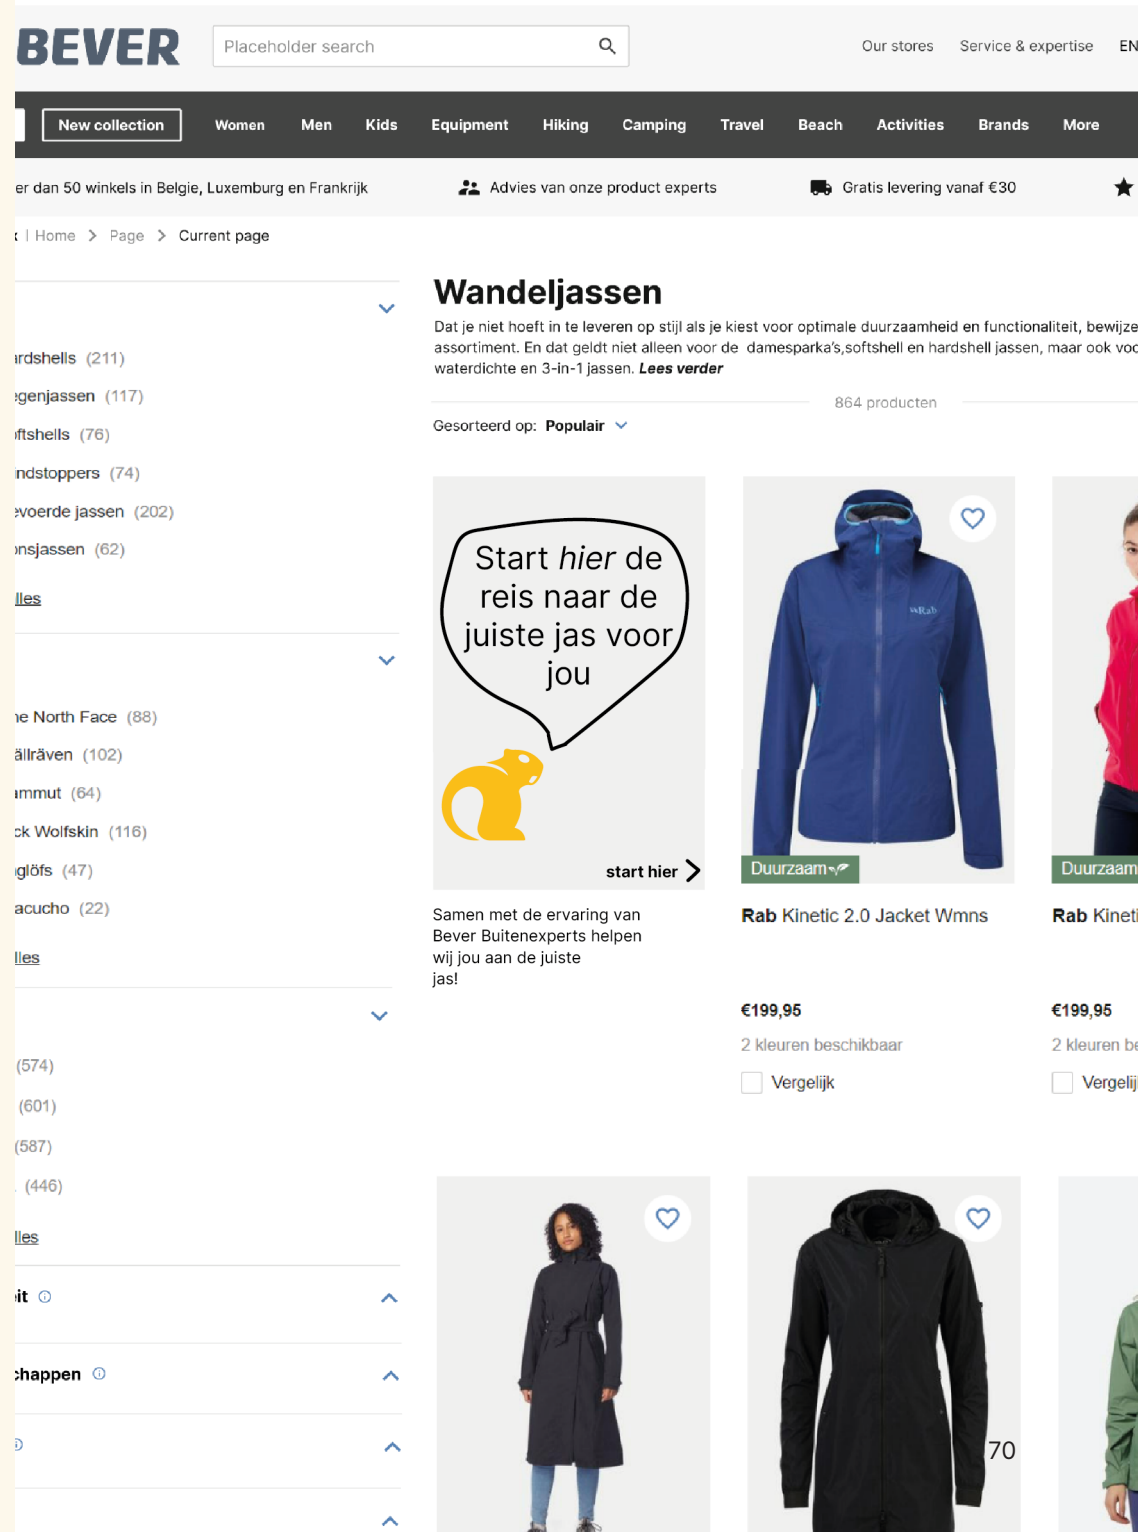 BEVER
Placeholder search
Our stores Service & expertise EN
New collection Women Men Kids Equipment Hiking Camping Travel Beach Activities Brands More
er dan 50 winkels in Belgie, Luxemburg en Frankrijk Advies van onze product experts Gratis levering vanaf €30
| Home > Page > Current page
Wandeljassen
Dat je niet hoeft in te leveren op stijl als je kiest voor optimale duurzaamheid en functionaliteit, bewijze
assortiment. En dat geldt niet alleen voor de damesparka's,softshell en hardshell jassen, maar ook voo
waterdichte en 3-in-1 jassen. Lees verder
864 producten
Gesorteerd op: Populair
ardshells (211)
egenjassen (117)
oftshells (76)
ndstoppers (74)
evoerde jassen (202)
onsjassen (62)
lles
he North Face (88)
ällräven (102)
ammut (64)
ck Wolfskin (116)
glöfs (47)
acucho (22)
lles
(574)
(601)
(587)
(446)
lles
eit
chappen
Start hier de
reis naar de
juiste jas voor
jou
start hier
Samen met de ervaring van
Bever Buitenexperts helpen
wij jou aan de juiste
jas!
Rab
Duurzaam
Rab Kinetic 2.0 Jacket Wmns
€199,95
2 kleuren beschikbaar
Vergelijk
Duurzaam
Rab Kineti
€199,95
2 kleuren be
Vergelij
70